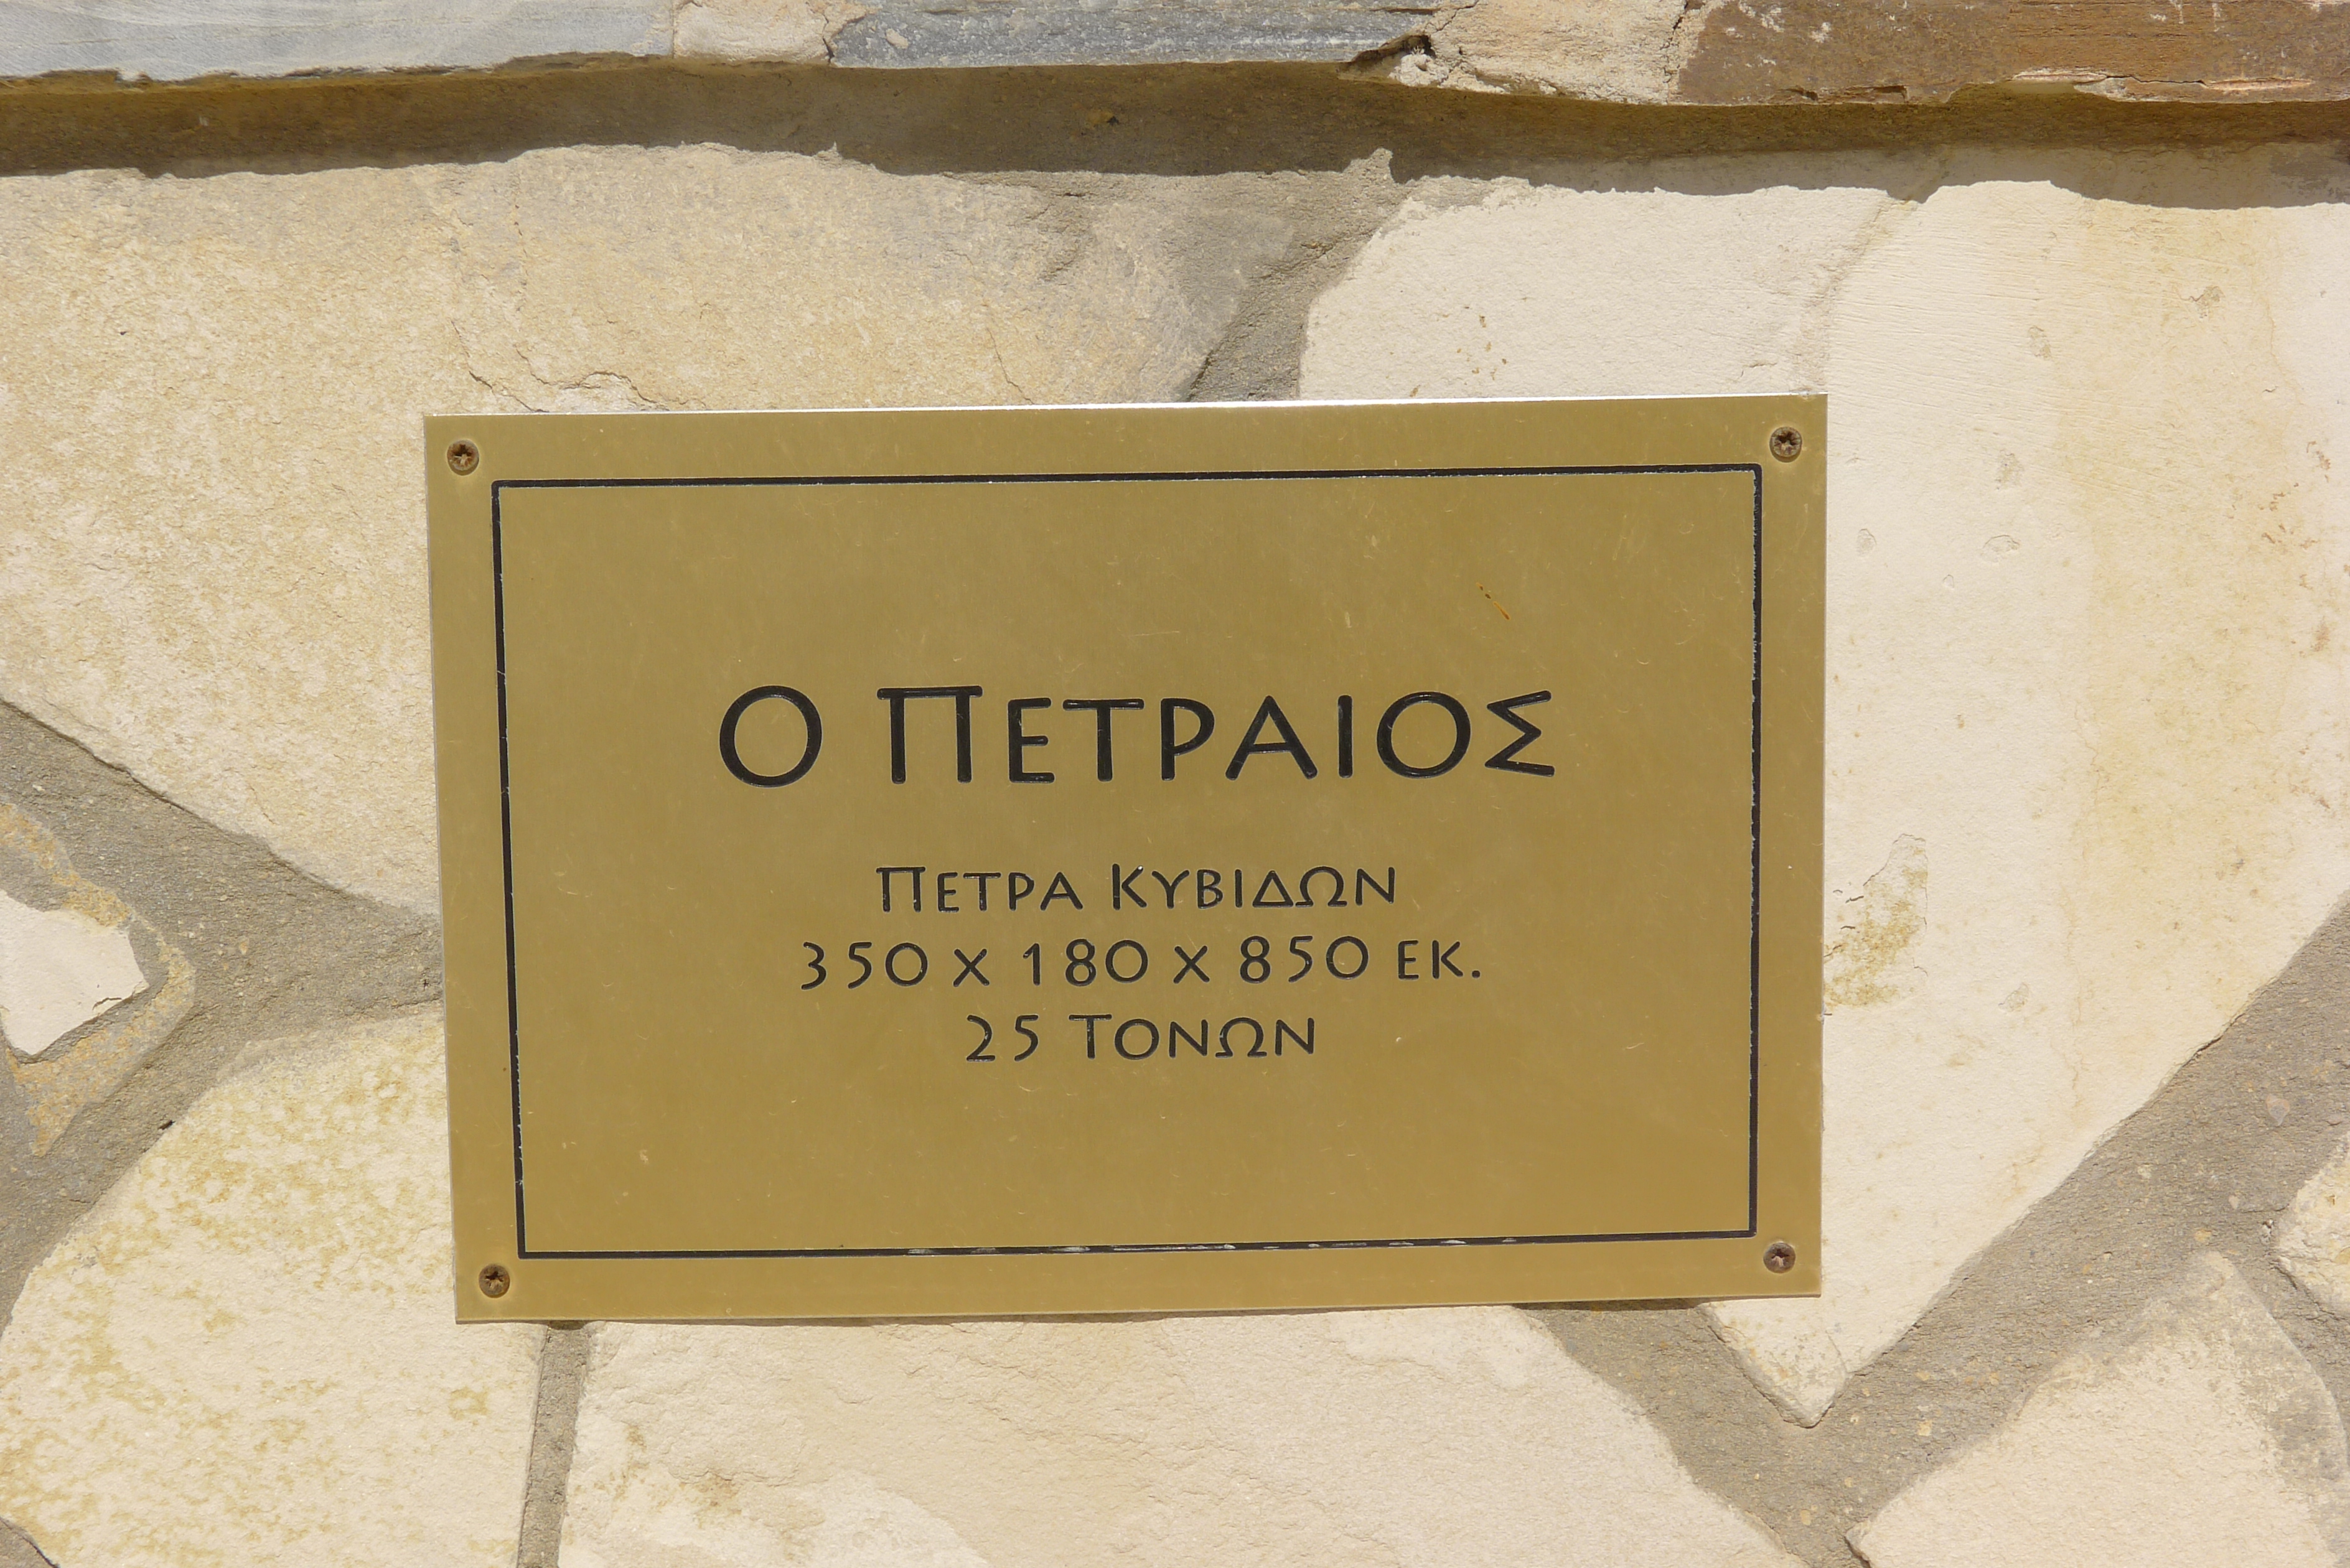 Ο ΠΕΤΡΑΙΟΣ
ΠΕΤΡΑ ΚΥΒΙΔΩΝ
350 x 180 x 850 ΕΚ.
25 ΤΟΝΩΝ